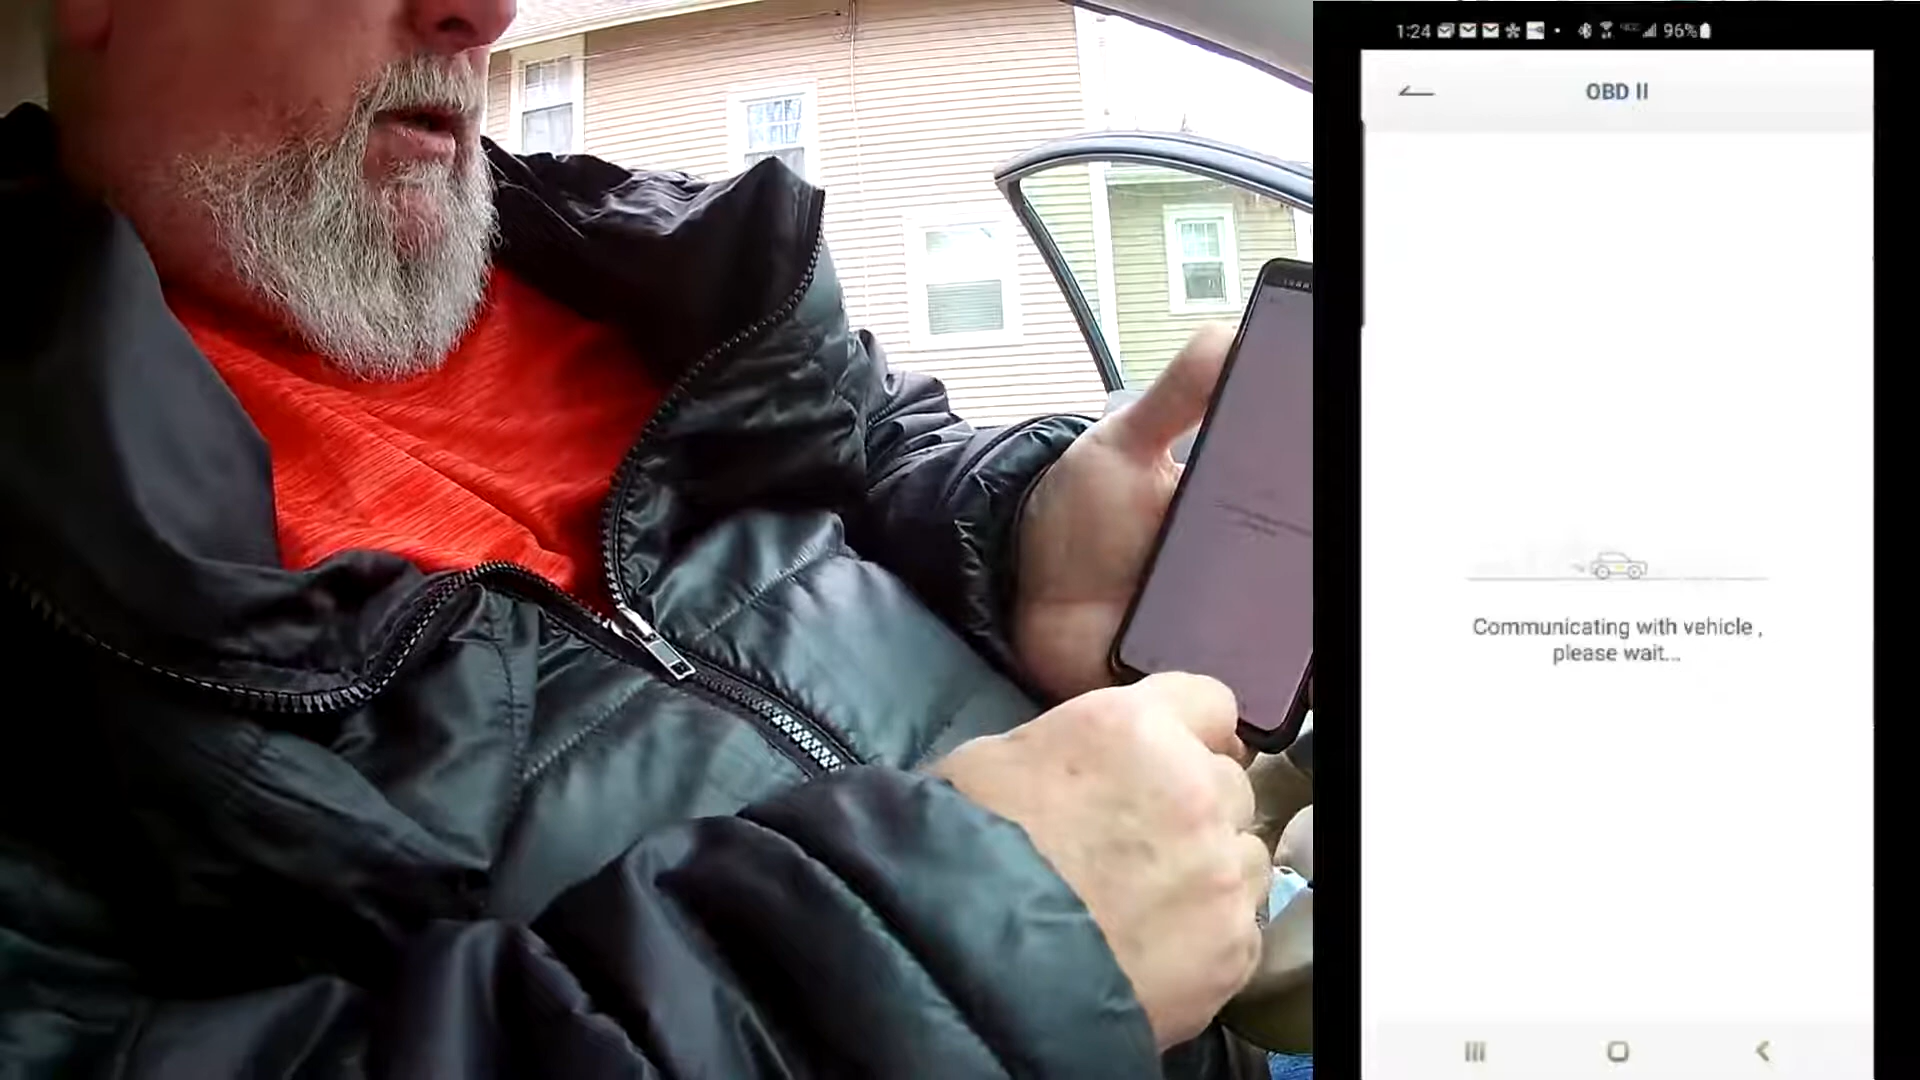 1:24 96%
OBD II
Communicating with vehicle ,
please wait...